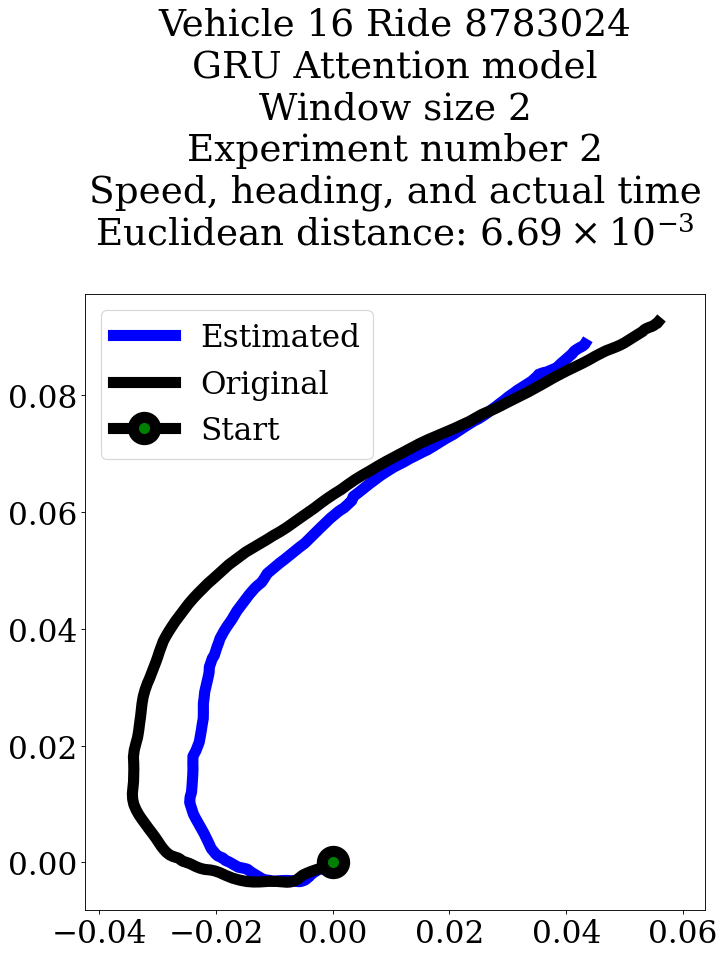 Vehicle 16 Ride 8783024
GRU Attention model
Window size 2
Experiment number 2
Speed, heading, and actual time
Euclidean distance: 6.69 × 10⁻³
Estimated
Original
Start
0.08
0.06
0.04
0.02
0.00
−0.04 −0.02 0.00 0.02 0.04 0.06